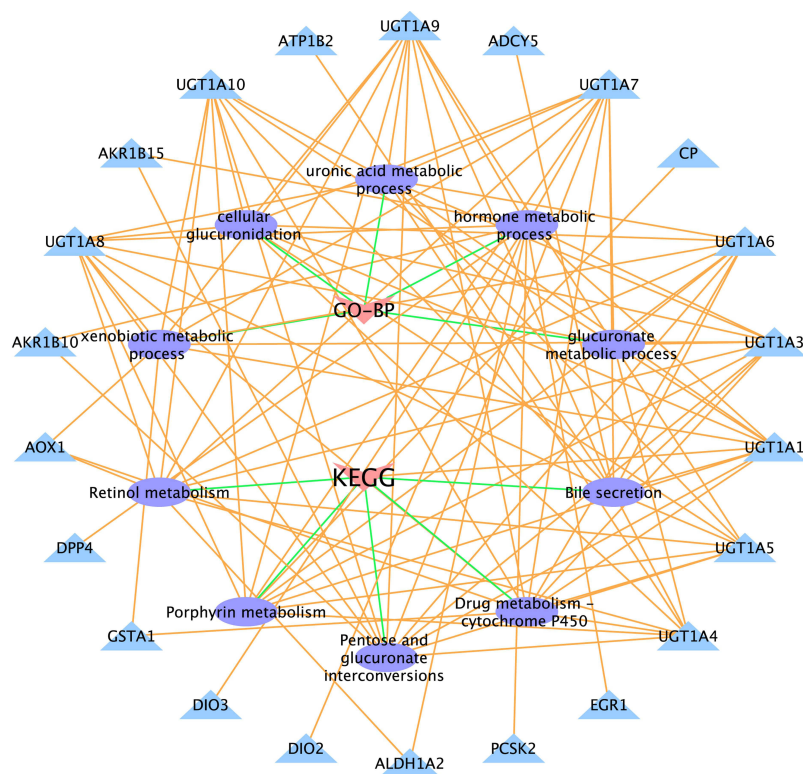 UGT1A9
ATP1B2
ADCY5
UGT1A10
UGT1A7
AKR1B15
CP
uronic acid metabolic
process
cellular
glucuronidation
hormone metabolic
process
UGT1A8
UGT1A6
GO-BP
AKR1B10
xenobiotic metabolic
process
glucuronate
metabolic process
UGT1A3
AOX1
UGT1A1
KEGG
Retinol metabolism
Bile secretion
DPP4
UGT1A5
Porphyrin metabolism
Drug metabolism -
cytochrome P450
GSTA1
UGT1A4
Pentose and
glucuronate
interconversions
DIO3
EGR1
DIO2
PCSK2
ALDH1A2